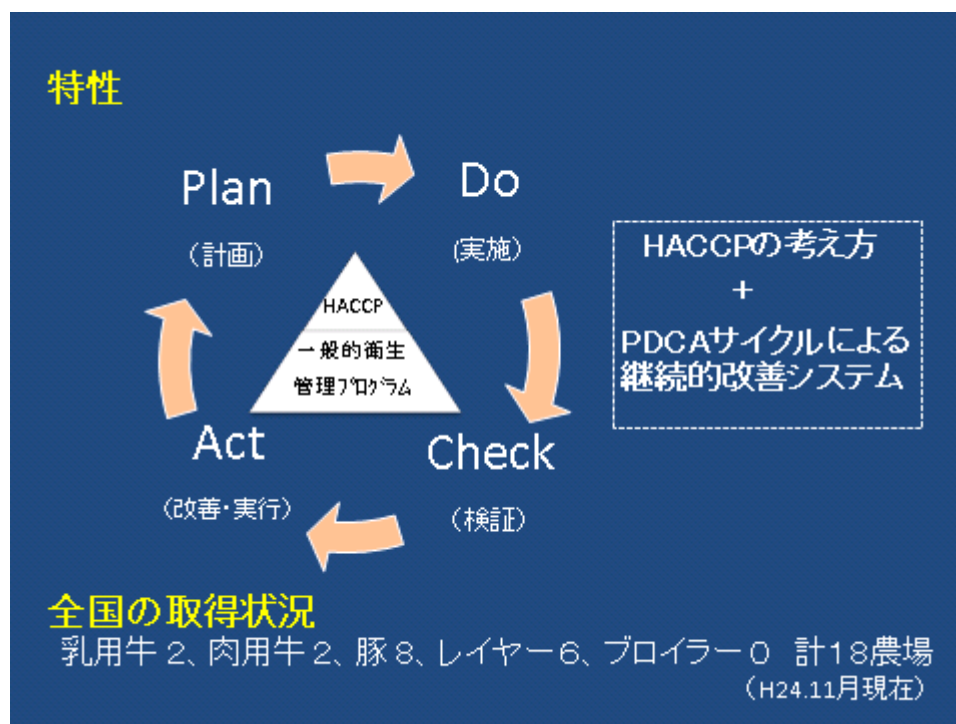 特性
Plan
(計画)
Do
(実施)
HACCP
一般的衛生
管理プログラム
HACCPの考え方
+
PDCAサイクルによる
継続的改善システム
Act
(改善・実行)
Check
(検証)
全国の取得状況
乳用牛２、肉用牛２、豚８、レイヤー６、ブロイラー０　計１８農場
(H24.11月現在)